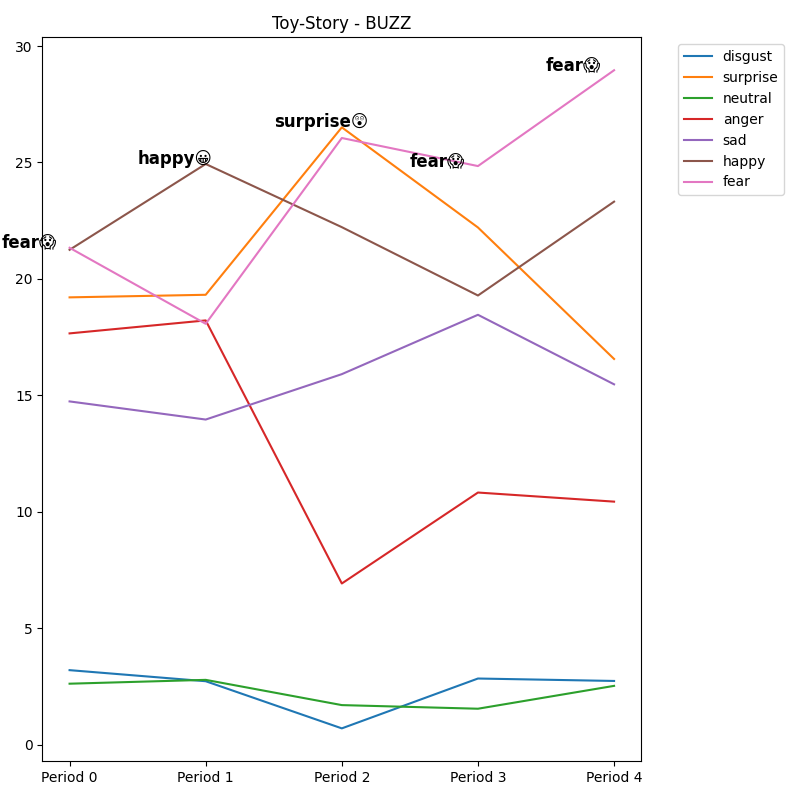 Toy-Story - BUZZ
30
25
20
15
10
5
0
fear😱
happy😀
surprise😲
fear😱
fear😱
Period 0
Period 1
Period 2
Period 3
Period 4
disgust
surprise
neutral
anger
sad
happy
fear